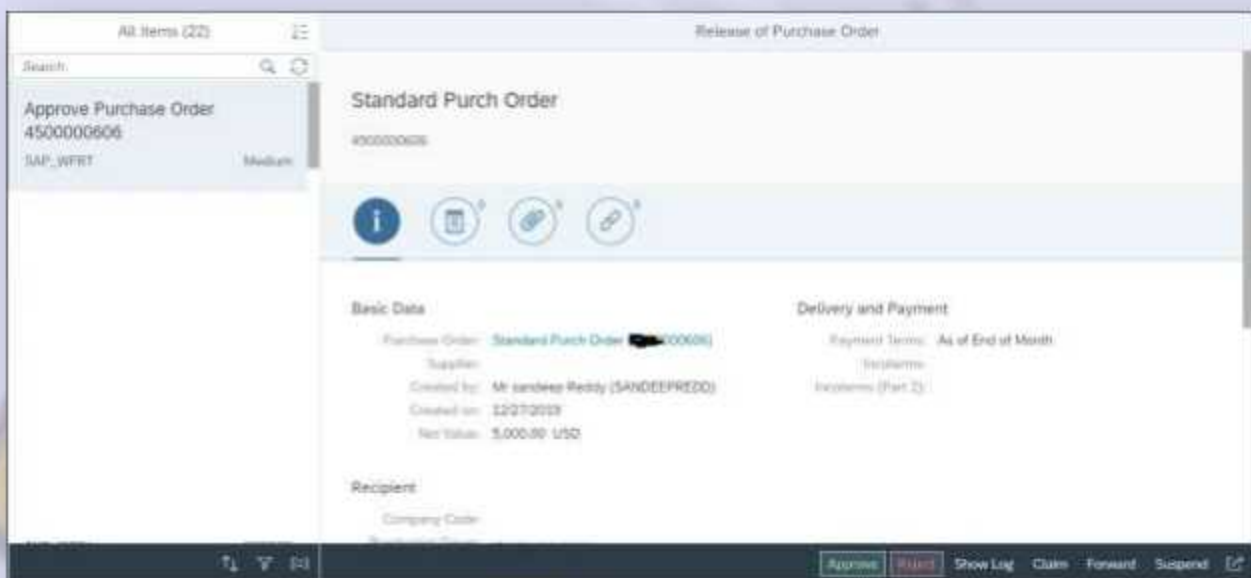 All Items (22)
Search
Approve Purchase Order
4500000606
SAP_WFRT Medium
Release of Purchase Order
Standard Purch Order
4500000606
Basic Data
Purchase Order: Standard Purch Order 000606)
Supplier:
Created by: Mr sandeep Reddy (SANDEEPREDD)
Created on: 12/27/2019
Net Value: 5,000.00 USD
Delivery and Payment
Payment Terms: As of End of Month
Incoterms:
Incoterms (Part 2):
Recipient
Company Code:
Approve Reject Show Log Claim Forward Suspend